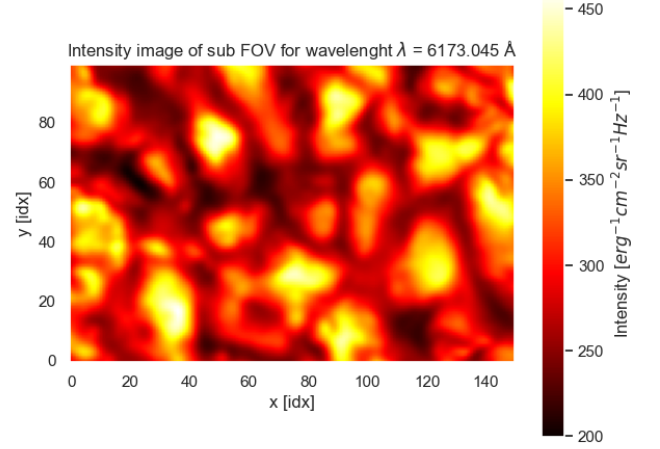 Intensity image of sub FOV for wavelenght λ = 6173.045 Å
y [idx]
80
60
40
20
0
0 20 40 60 80 100 120 140
x [idx]
450
400
350
300
250
200
Intensity [erg⁻¹cm⁻²sr⁻¹Hz⁻¹]